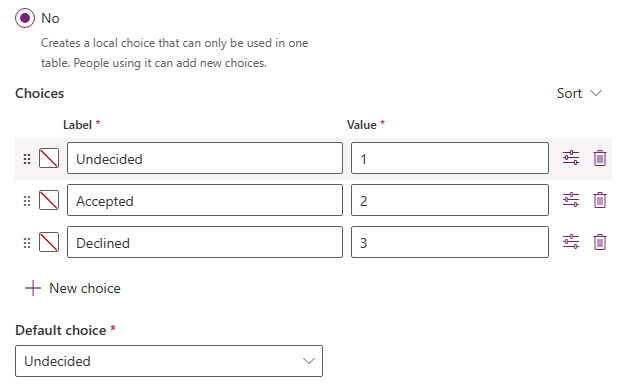 No
Creates a local choice that can only be used in one
table. People using it can add new choices.
Choices
Sort
Label *
Value *
Undecided
1
Accepted
2
Declined
3
New choice
Default choice *
Undecided